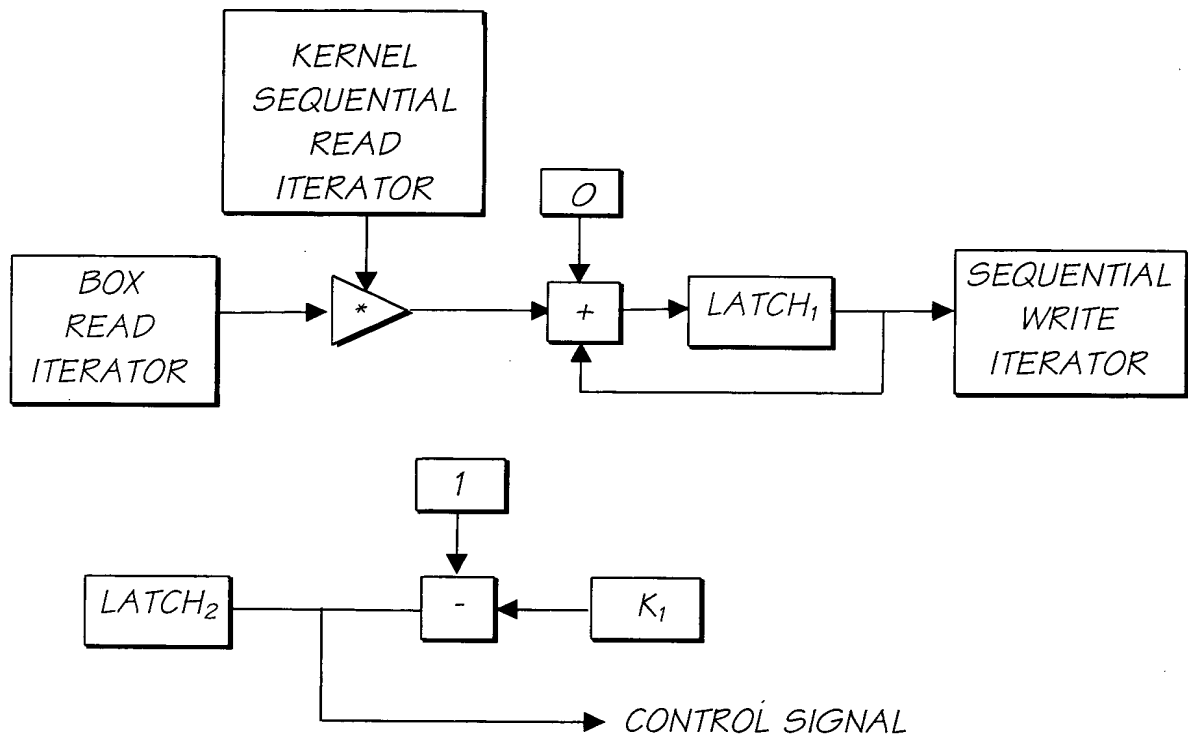 KERNEL
SEQUENTIAL
READ
ITERATOR
0
BOX
READ
ITERATOR
*
+
LATCH₁
SEQUENTIAL
WRITE
ITERATOR
1
LATCH₂
-
K₁
CONTROL SIGNAL